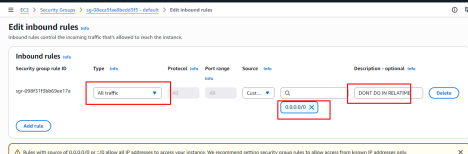 EC2 > Security Groups > sg-08eca5fae8bedd3f5 - default > Edit inbound rules
Edit inbound rules Info
Inbound rules control the incoming traffic that's allowed to reach the instance.
Inbound rules Info
Security group rule ID Type Info Protocol Info Port range Info Source Info Description - optional Info
sgr-098f31f3bb69ee17a All traffic All All Cust... DONT DO IN RELATIME Delete
0.0.0.0/0 X
Add rule
Rules with source of 0.0.0.0/0 or ::/0 allow all IP addresses to access your instance. We recommend setting security group rules to allow access from known IP addresses only.